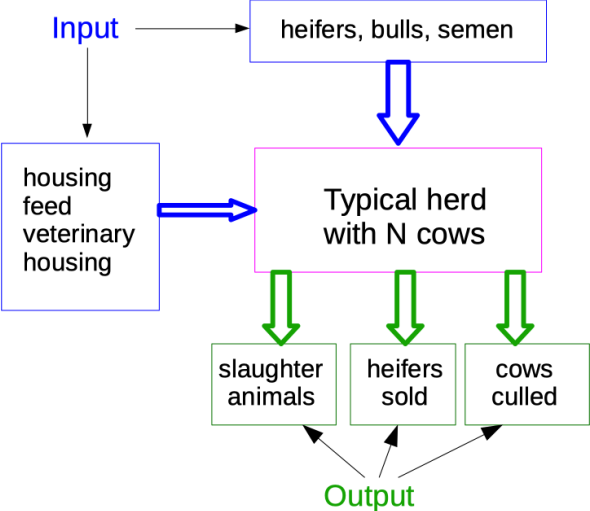 Input
heifers, bulls, semen
housing
feed
veterinary
housing
Typical herd
with N cows
slaughter
animals
heifers
sold
cows
culled
Output